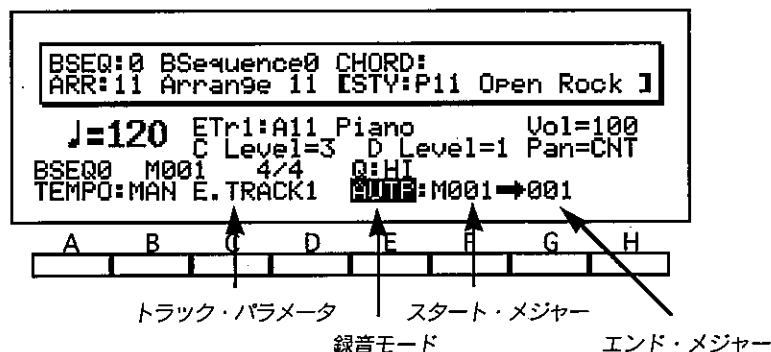 BSEQ:0 BSequence0 CHORD:
ARR:11 Arrange 11 [STY:P11 Open Rock ]
♩=120 ETr1:A11 Piano Vol=100
C Level=3 D Level=1 Pan=CNT
BSEQ0 M001 4/4 Q:HI
TEMPO:MAN E.TRACK1 AUTP:M001➡001
A B C D E F G H
トラック・パラメータ スタート・メジャー
録音モード エンド・メジャー